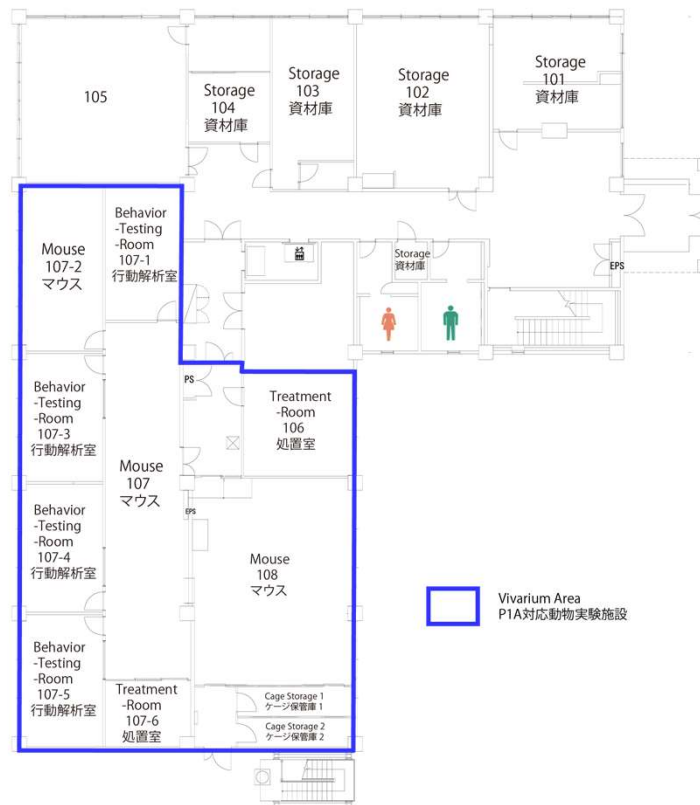 105
Storage
104
資材庫
Storage
103
資材庫
Storage
102
資材庫
Storage
101
資材庫
Mouse
107-2
マウス
Behavior
-Testing
-Room
107-1
行動解析室
Storage
資材庫
EPS
Behavior
-Testing
-Room
107-3
行動解析室
PS
Treatment
-Room
106
処置室
Mouse
107
マウス
Behavior
-Testing
-Room
107-4
行動解析室
EPS
Mouse
108
マウス
Vivarium Area
P1A対応動物実験施設
Behavior
-Testing
-Room
107-5
行動解析室
Treatment
-Room
107-6
処置室
Cage Storage 1
ケージ保管庫 1
Cage Storage 2
ケージ保管庫 2